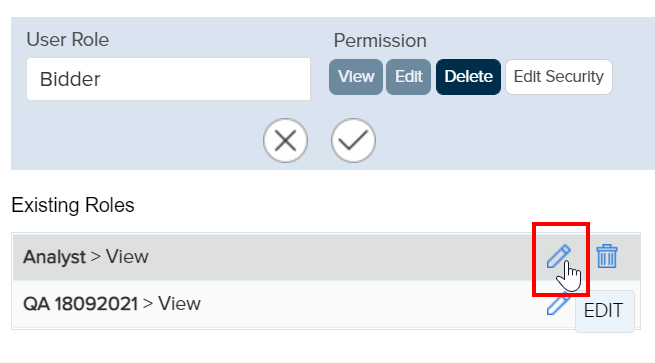 User Role
Permission
Bidder
View Edit Delete Edit Security
Existing Roles
Analyst > View
QA 18092021 > View
EDIT